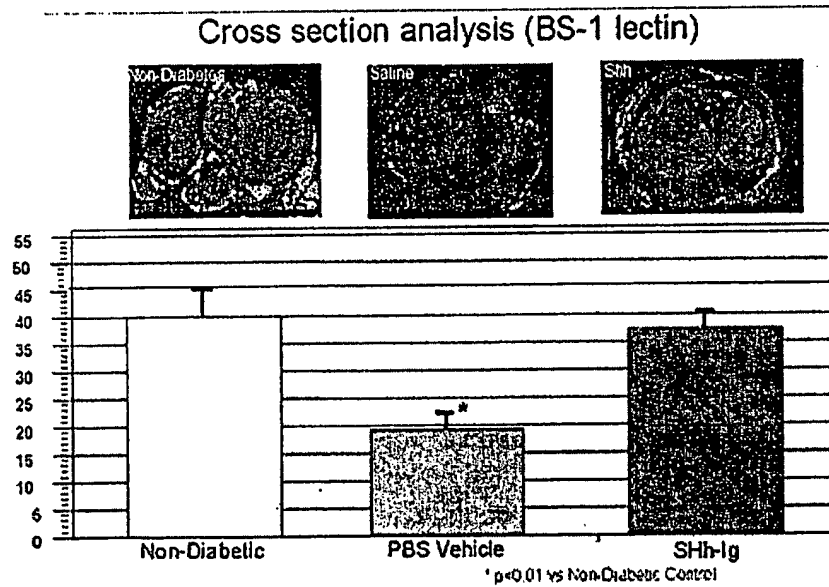 Cross section analysis (BS-1 lectin)
Non-Diabetes
Saline
Shh
55
50
45
40
35
30
25
20
15
10
5
0
*
Non-Diabetic
PBS Vehicle
SHh-Ig
* p<0.01 vs Non-Diabetic Control